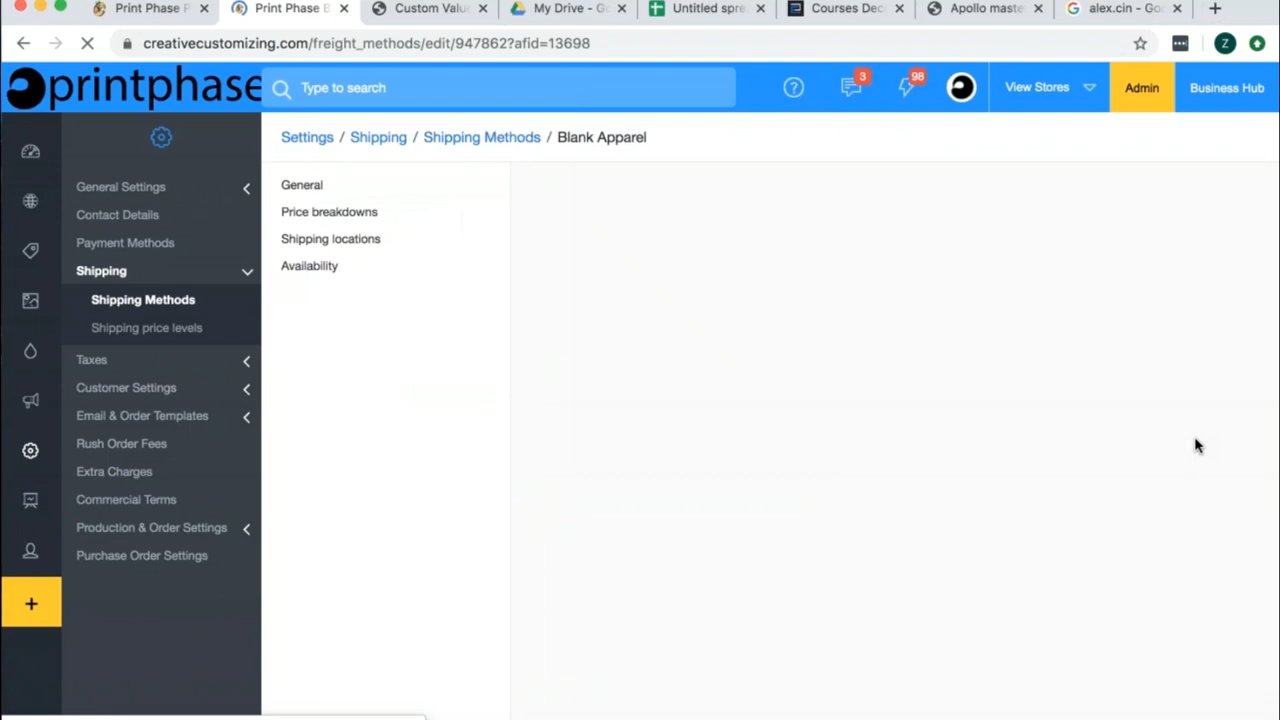 Print Phase P
Print Phase B
Custom Valu
My Drive - Go
Untitled spre
Courses Dec
Apollo maste
alex.cin - Goo
creativecustomizing.com/freight_methods/edit/947862?afid=13698
Z
printphase
Type to search
3
98
View Stores
Admin
Business Hub
Settings / Shipping / Shipping Methods / Blank Apparel
General Settings
Contact Details
Payment Methods
Shipping
Shipping Methods
Shipping price levels
Taxes
Customer Settings
Email & Order Templates
Rush Order Fees
Extra Charges
Commercial Terms
Production & Order Settings
Purchase Order Settings
General
Price breakdowns
Shipping locations
Availability